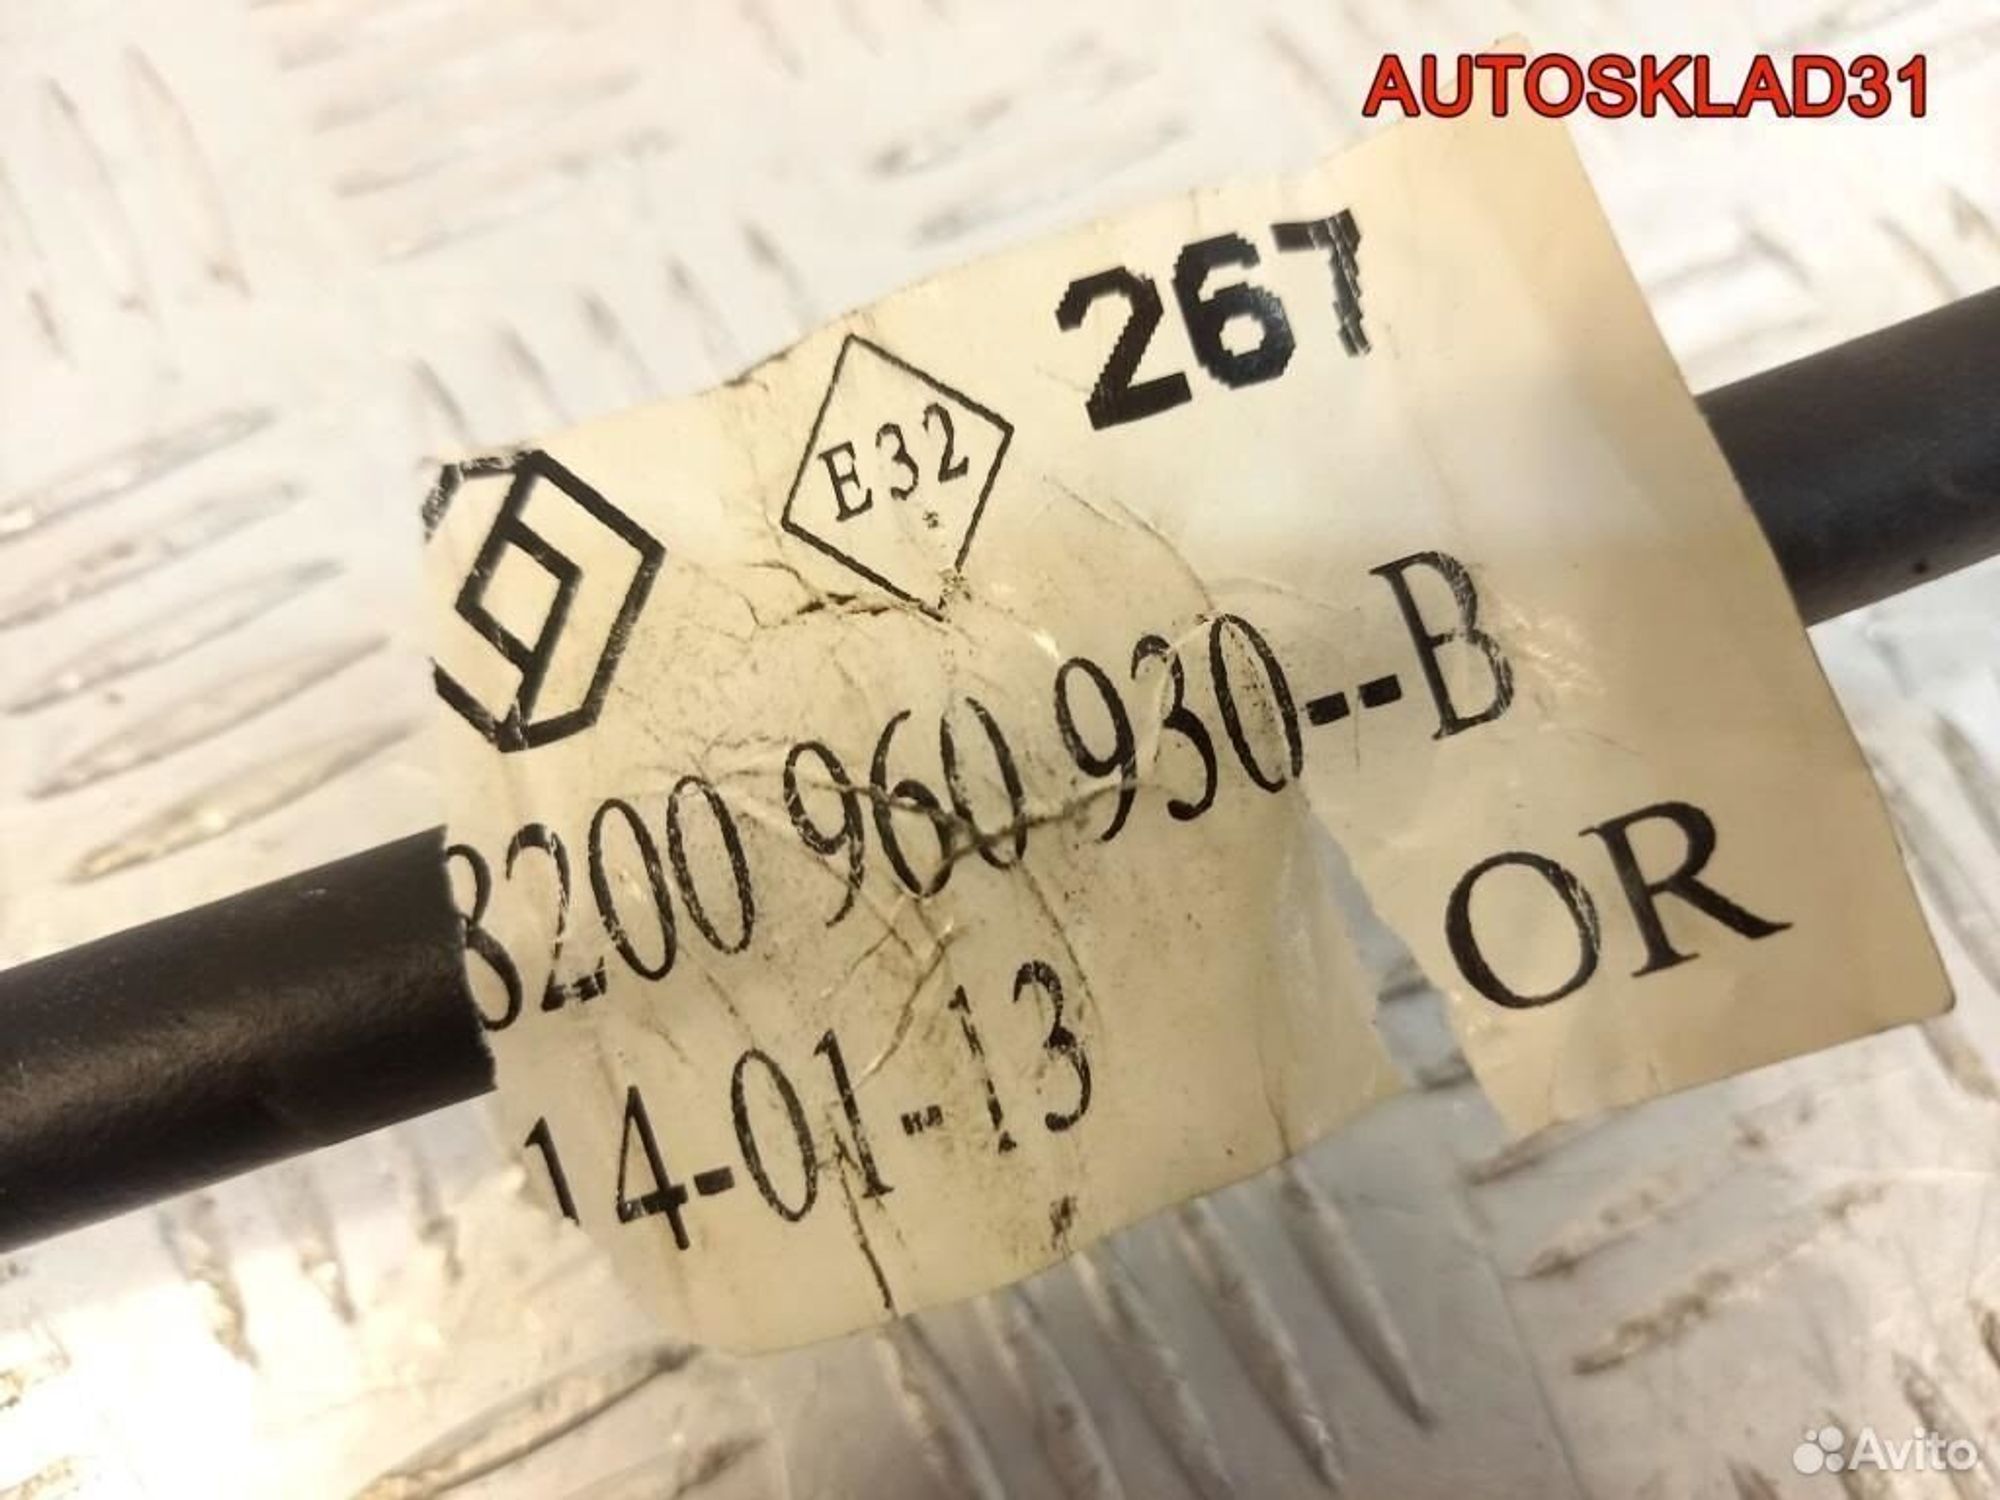 AUTOSKLAD31
267
E32
8200 960 930--B
OR
14-01-13
Avito